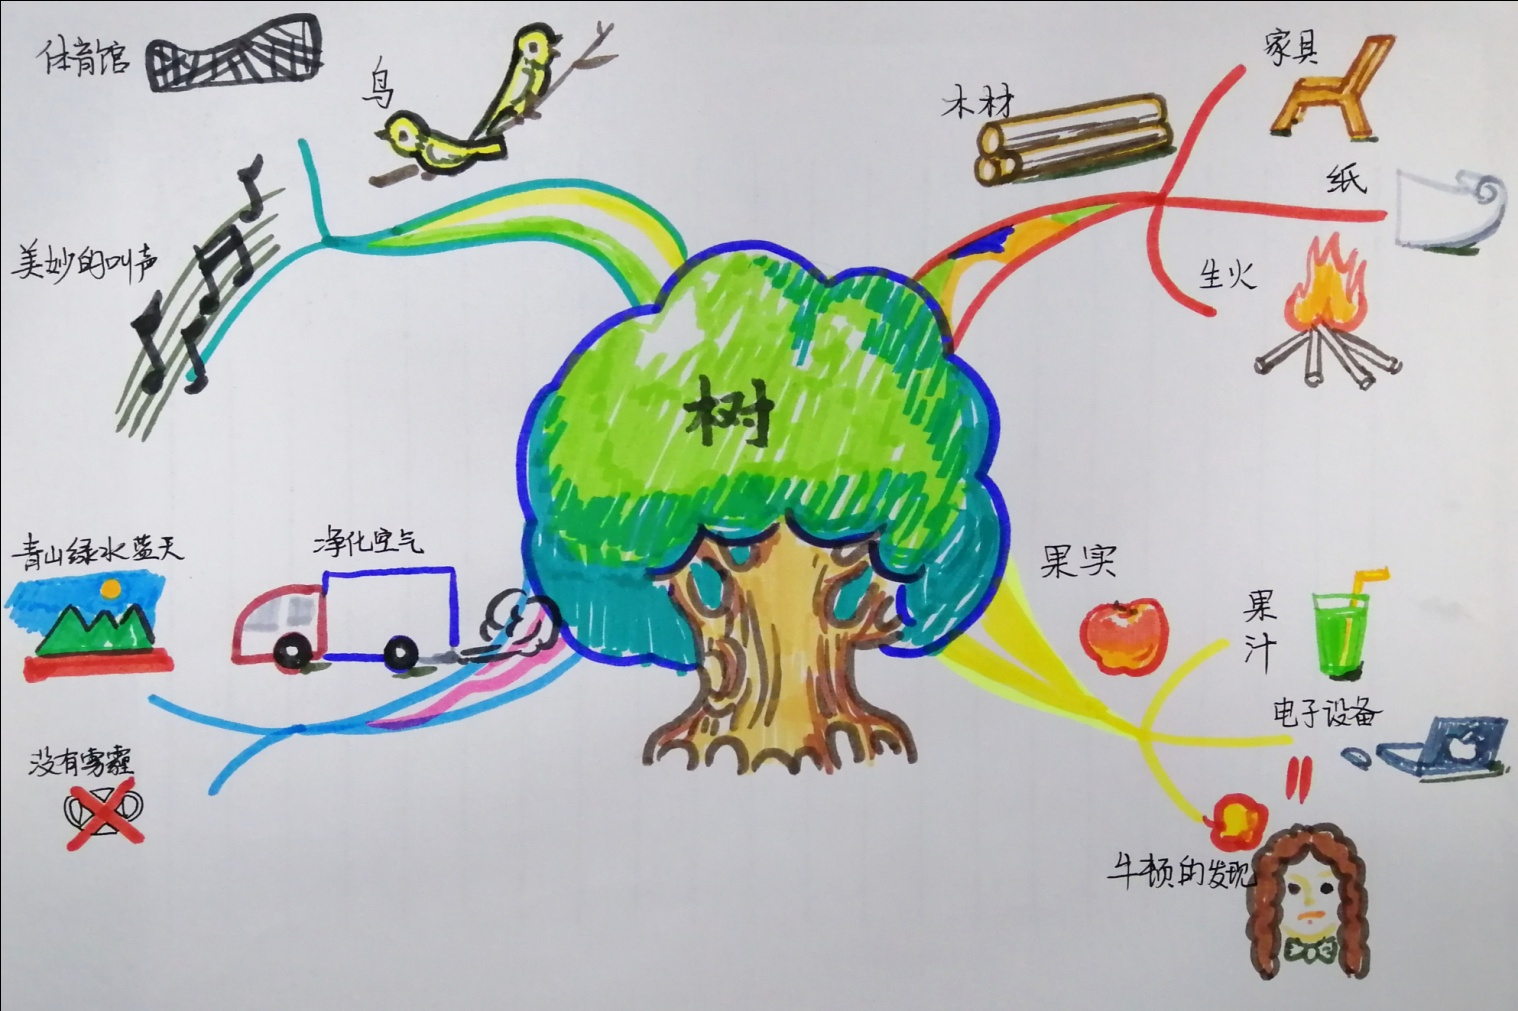 体育馆
鸟
美妙的叫声
木材
家具
纸
生火
树
青山绿水蓝天
净化空气
没有雾霾
果实
果汁
电子设备
牛顿的发现